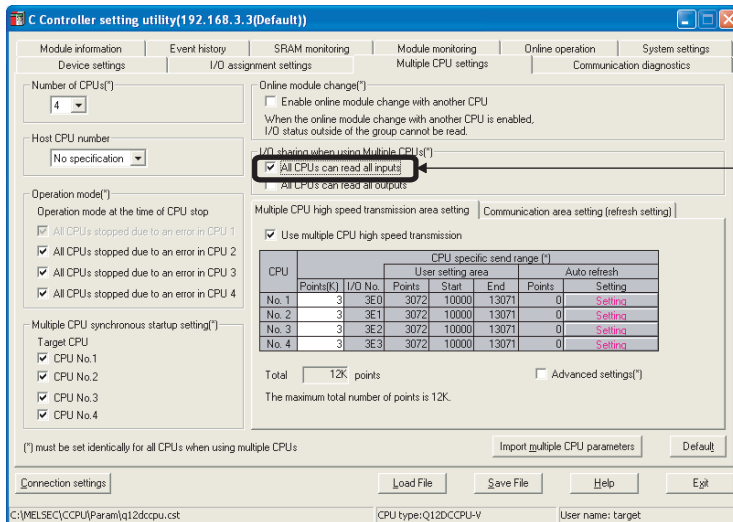 C Controller setting utility(192.168.3.3(Default))
Module information Event history SRAM monitoring Module monitoring Online operation System settings
Device settings I/O assignment settings Multiple CPU settings Communication diagnostics
Number of CPUs(*)
4
Host CPU number
No specification
Operation mode(*)
Operation mode at the time of CPU stop
All CPUs stopped due to an error in CPU 1
All CPUs stopped due to an error in CPU 2
All CPUs stopped due to an error in CPU 3
All CPUs stopped due to an error in CPU 4
Multiple CPU synchronous startup setting(*)
Target CPU
CPU No.1
CPU No.2
CPU No.3
CPU No.4
Online module change(*)
Enable online module change with another CPU
When the online module change with another CPU is enabled,
I/O status outside of the group cannot be read.
I/O sharing when using Multiple CPUs(*)
All CPUs can read all inputs
All CPUs can read all outputs
Multiple CPU high speed transmission area setting Communication area setting (refresh setting)
Use multiple CPU high speed transmission
CPU specific send range (*)
CPU User setting area Auto refresh
Points(K) I/O No. Points Start End Points Setting
No. 1 3 3E0 3072 10000 13071 0 Setting
No. 2 3 3E1 3072 10000 13071 0 Setting
No. 3 3 3E2 3072 10000 13071 0 Setting
No. 4 3 3E3 3072 10000 13071 0 Setting
Total 12K points Advanced settings(*)
The maximum total number of points is 12K.
(*) must be set identically for all CPUs when using multiple CPUs
Import multiple CPU parameters Default
Connection settings Load File Save File Help Exit
C:\MELSEC\CCPU\Param\q12dccpu.cst CPU type:Q12DCCPU-V User name: target